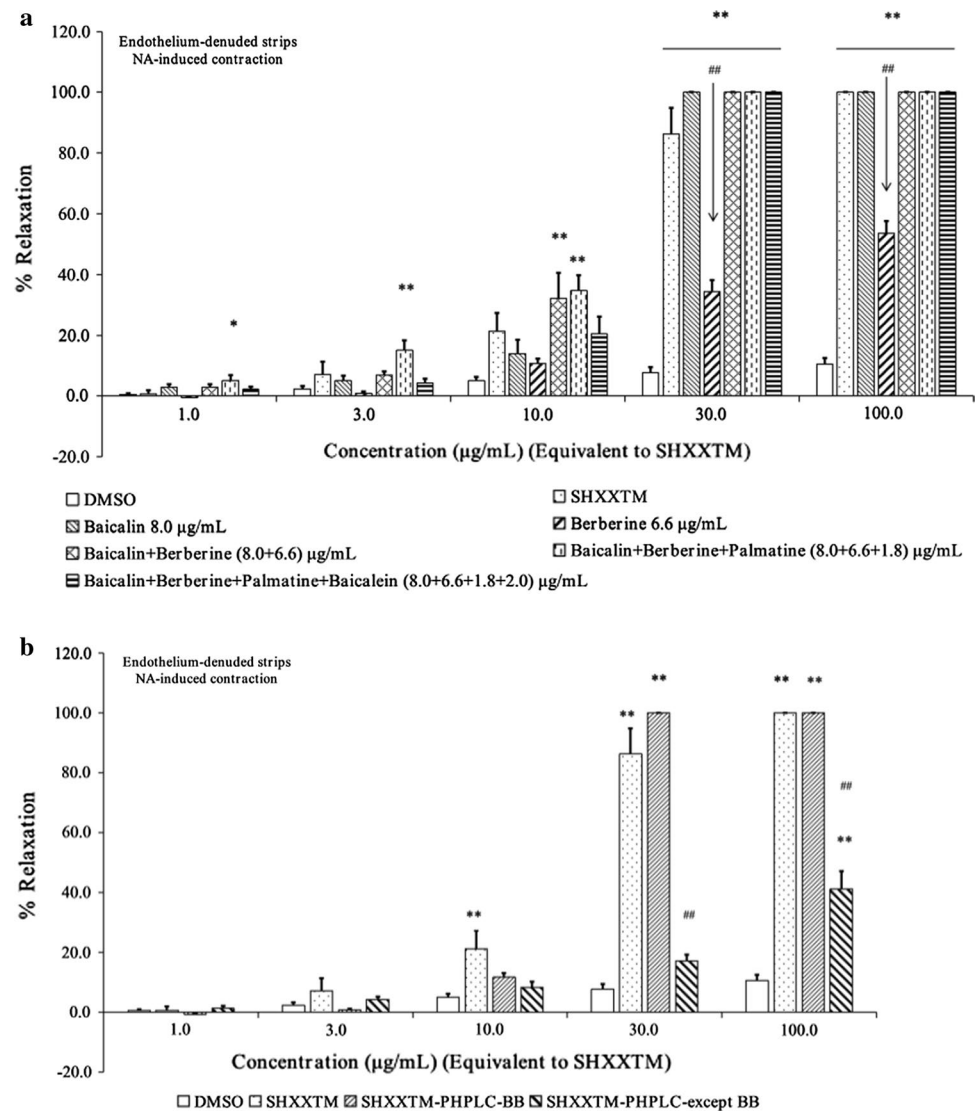 a
120.0
Endothelium-denuded strips
NA-induced contraction
** **
## ##
100.0
80.0
60.0
** **
40.0
** *
20.0
0.0
-20.0
% Relaxation
1.0 3.0 10.0 30.0 100.0
Concentration (µg/mL) (Equivalent to SHXXTM)
DMSO SHXXTM
Baicalin 8.0 µg/mL Berberine 6.6 µg/mL
Baicalin+Berberine (8.0+6.6) µg/mL Baicalin+Berberine+Palmatine (8.0+6.6+1.8) µg/mL
Baicalin+Berberine+Palmatine+Baicalein (8.0+6.6+1.8+2.0) µg/mL
b
120.0
Endothelium-denuded strips
NA-induced contraction
** ** **
**
100.0
80.0
##
60.0
**
40.0
** ##
20.0
0.0
-20.0
% Relaxation
1.0 3.0 10.0 30.0 100.0
Concentration (µg/mL) (Equivalent to SHXXTM)
DMSO SHXXTM SHXXTM-PHPLC-BB SHXXTM-PHPLC-except BB